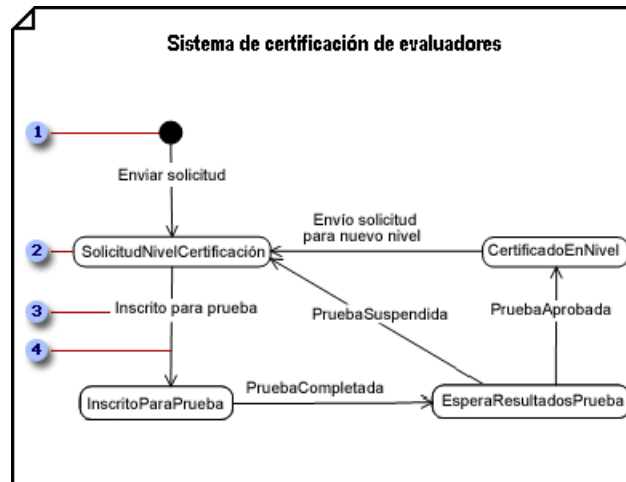 Sistema de certificación de evaluadores
1
Enviar solicitud
2
SolicitudNivelCertificación
Envío solicitud
para nuevo nivel
CertificadoEnNivel
3
Inscrito para prueba
PruebaSuspendida
PruebaAprobada
4
InscritoParaPrueba
PruebaCompletada
EsperaResultadosPrueba